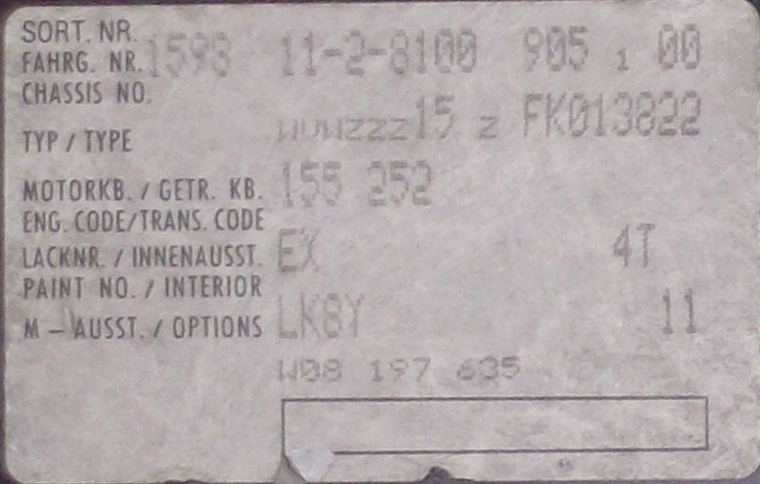 SORT. NR. 1593 11-2-8100 905 1 00
FAHRG. NR.
CHASSIS NO. WVWZZZ15 Z FK013822
TYP / TYPE 155 252
MOTORKB. / GETR. KB.
ENG. CODE/TRANS. CODE EX 4T
LACKNR. / INNENAUSST.
PAINT NO. / INTERIOR LK8Y 11
M - AUSST. / OPTIONS W08 197 635